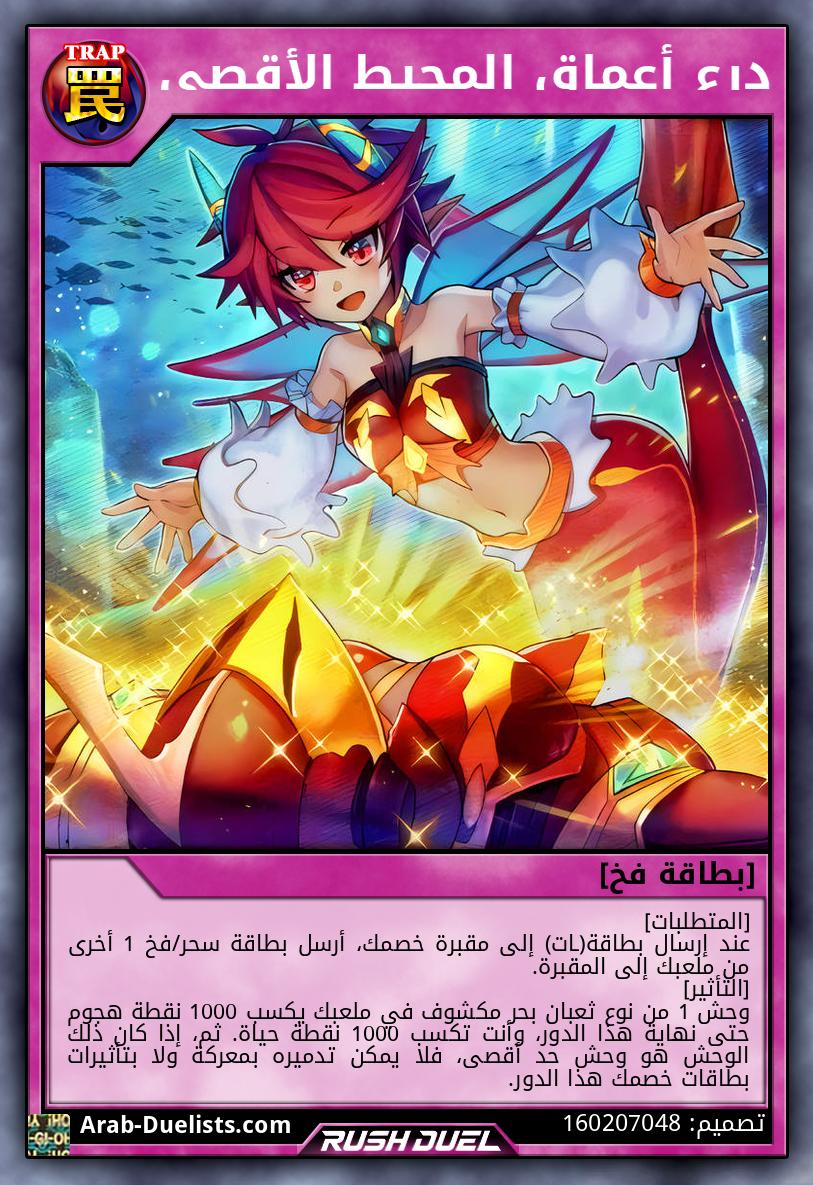 TRAP
罠
درع أعماق المحيط الأقصى
[بطاقة فخ]
[المتطلبات]
عند إرسال بطاقة(ـات) إلى مقبرة خصمك، أرسل بطاقة سحر/فخ 1 أخرى
من ملعبك إلى المقبرة.
[التأثير]
وحش 1 من نوع ثعبان بحر مكشوف في ملعبك يكسب 1000 نقطة هجوم
حتى نهاية هذا الدور، وأنت تكسب 1000 نقطة حياة. ثم، إذا كان ذلك
الوحش هو وحش حد أقصى، فلا يمكن تدميره بمعركة ولا بتأثيرات
بطاقات خصمك هذا الدور.
Arab-Duelists.com
RUSH DUEL
تصميم: 160207048